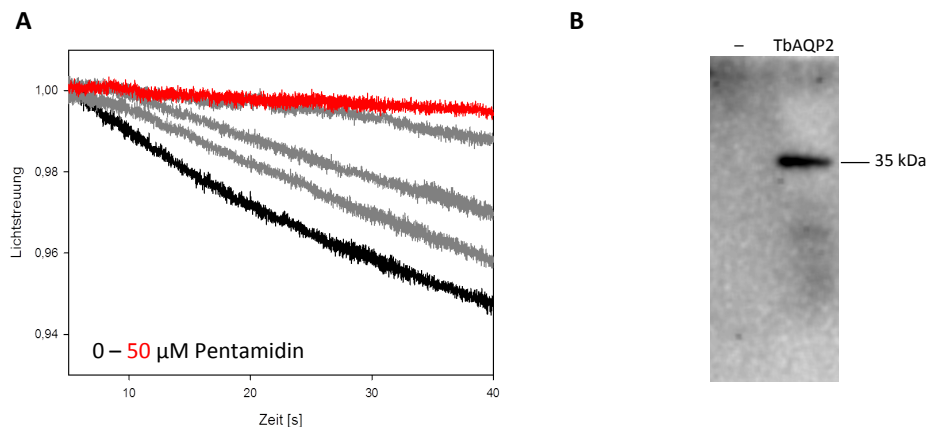 A
Lichtstreuung
1,00
0,98
0,96
0,94
0 – 50 µM Pentamidin
10
20
30
40
Zeit [s]
B
– TbAQP2
35 kDa